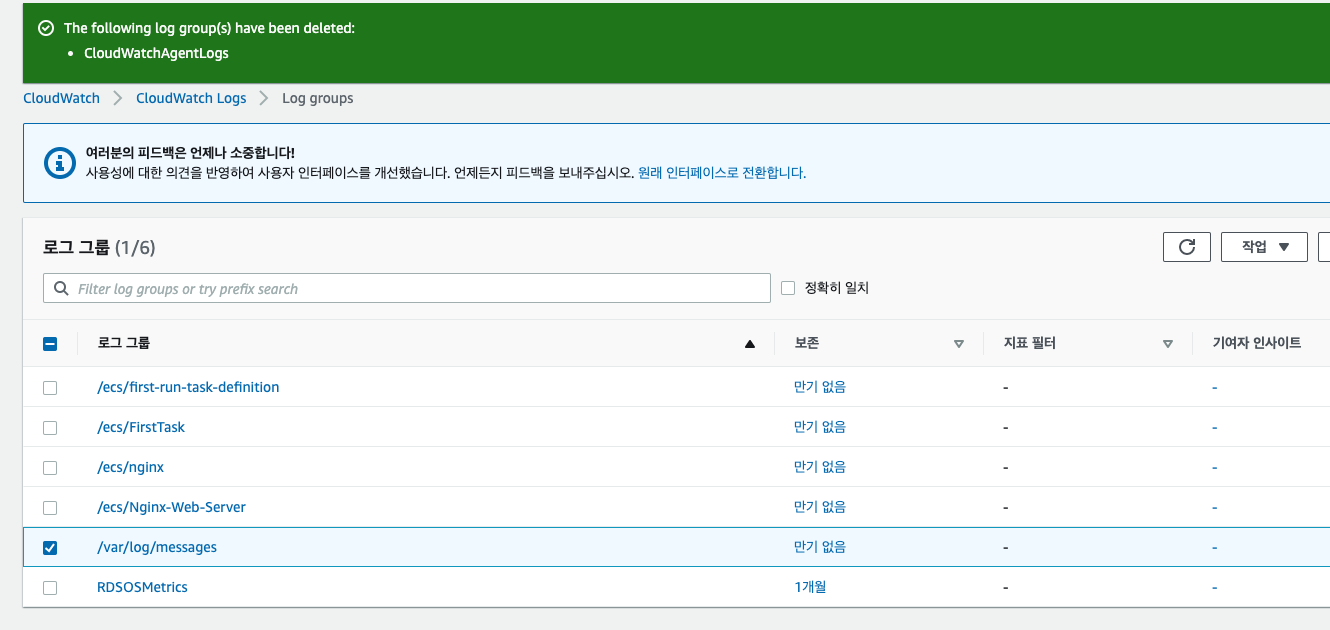 The following log group(s) have been deleted:
• CloudWatchAgentLogs
CloudWatch > CloudWatch Logs > Log groups
여러분의 피드백은 언제나 소중합니다!
사용성에 대한 의견을 반영하여 사용자 인터페이스를 개선했습니다. 언제든지 피드백을 보내주십시오. 원래 인터페이스로 전환합니다.
로그 그룹 (1/6)
작업
Filter log groups or try prefix search
정확히 일치
로그 그룹 보존 지표 필터 기여자 인사이트
/ecs/first-run-task-definition 만기 없음 - -
/ecs/FirstTask 만기 없음 - -
/ecs/nginx 만기 없음 - -
/ecs/Nginx-Web-Server 만기 없음 - -
/var/log/messages 만기 없음 - -
RDSOSMetrics 1개월 - -